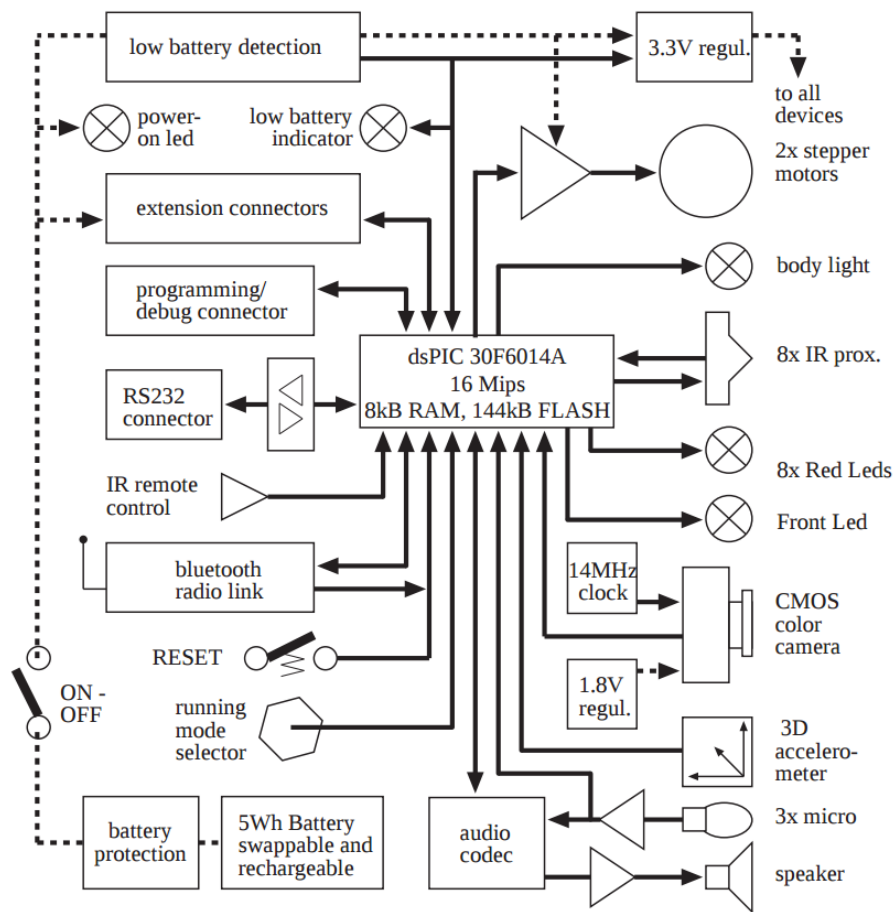 low battery detection
3.3V regul.
to all
devices
power-
on led
low battery
indicator
2x stepper
motors
extension connectors
body light
programming/
debug connector
dsPIC 30F6014A
16 Mips
8kB RAM, 144kB FLASH
8x IR prox.
RS232
connector
8x Red Leds
IR remote
control
Front Led
bluetooth
radio link
14MHz
clock
CMOS
color
camera
RESET
ON -
OFF
running
mode
selector
1.8V
regul.
3D
accelero-
meter
battery
protection
5Wh Battery
swappable and
rechargeable
audio
codec
3x micro
speaker